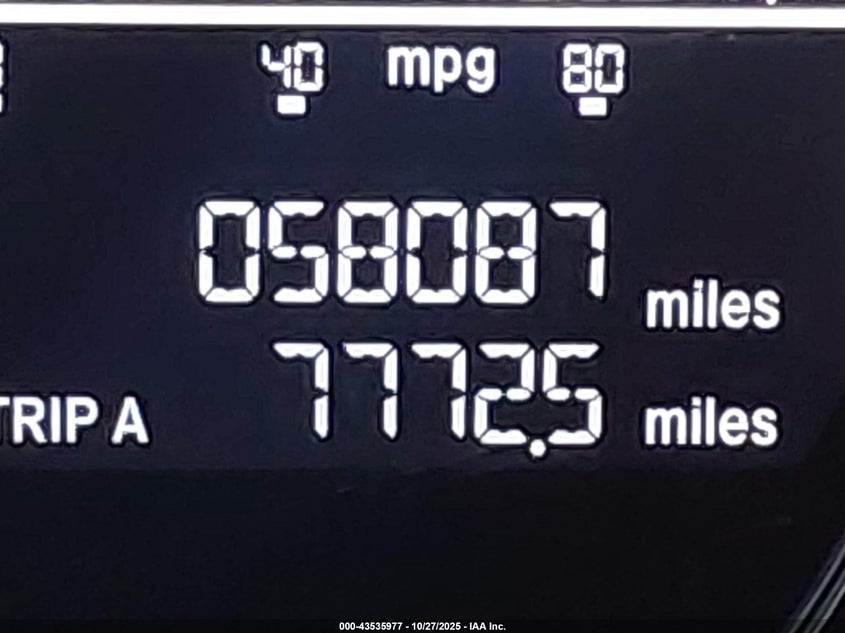 40 mpg 80
058087 miles
TRIP A 7772.5 miles
000-43535977 - 10/27/2025 - IAA Inc.